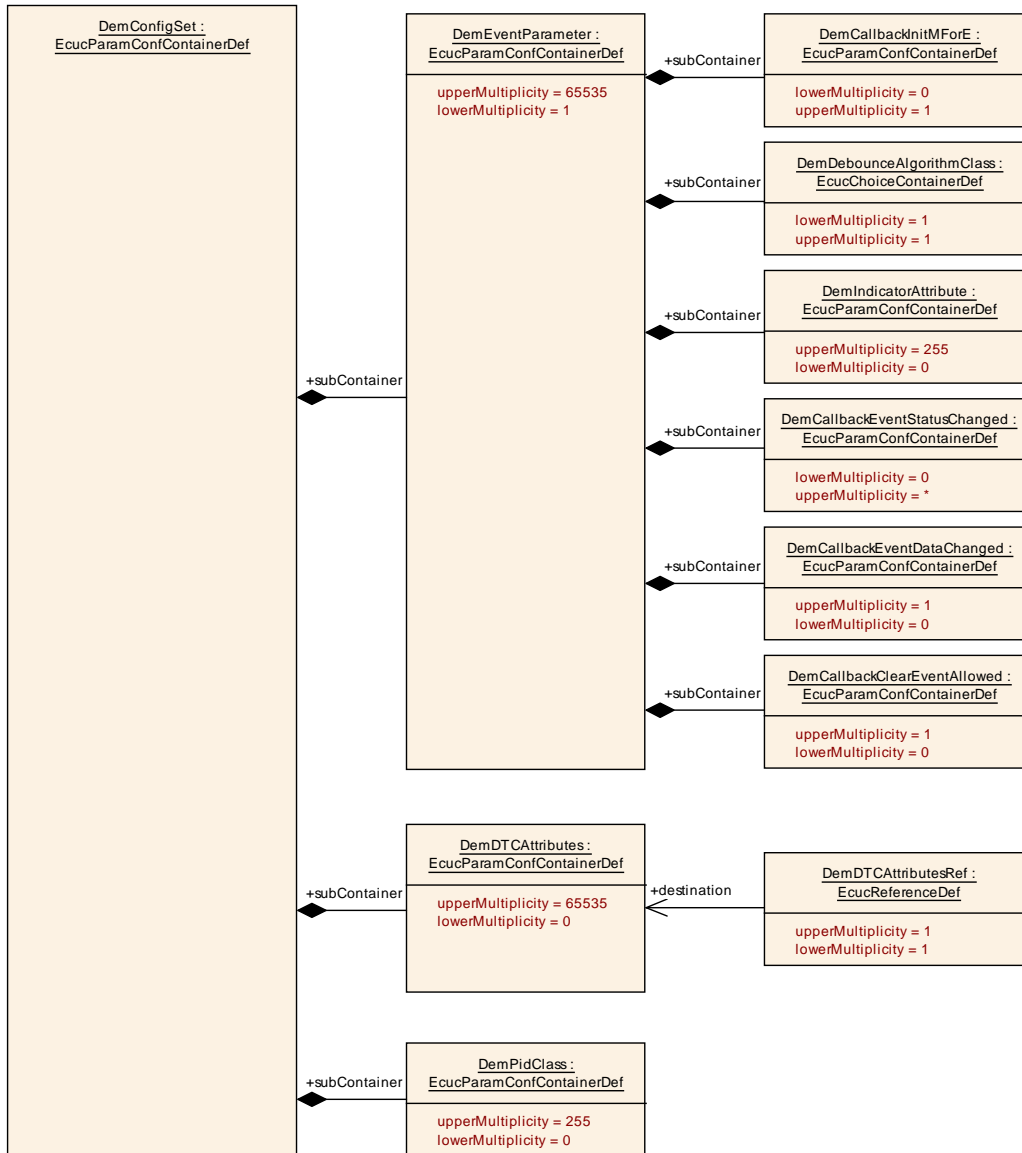 DemConfigSet :
EcucParamConfContainerDef
DemEventParameter :
EcucParamConfContainerDef
upperMultiplicity = 65535
lowerMultiplicity = 1
+subContainer
DemCallbackInitMForE :
EcucParamConfContainerDef
lowerMultiplicity = 0
upperMultiplicity = 1
+subContainer
DemDebounceAlgorithmClass :
EcucChoiceContainerDef
lowerMultiplicity = 1
upperMultiplicity = 1
+subContainer
DemIndicatorAttribute :
EcucParamConfContainerDef
upperMultiplicity = 255
lowerMultiplicity = 0
+subContainer
+subContainer
DemCallbackEventStatusChanged :
EcucParamConfContainerDef
lowerMultiplicity = 0
upperMultiplicity = *
+subContainer
DemCallbackEventDataChanged :
EcucParamConfContainerDef
upperMultiplicity = 1
lowerMultiplicity = 0
+subContainer
DemCallbackClearEventAllowed :
EcucParamConfContainerDef
upperMultiplicity = 1
lowerMultiplicity = 0
+subContainer
DemDTCAttributes :
EcucParamConfContainerDef
upperMultiplicity = 65535
lowerMultiplicity = 0
+destination
DemDTCAttributesRef :
EcucReferenceDef
upperMultiplicity = 1
lowerMultiplicity = 1
+subContainer
DemPidClass :
EcucParamConfContainerDef
upperMultiplicity = 255
lowerMultiplicity = 0